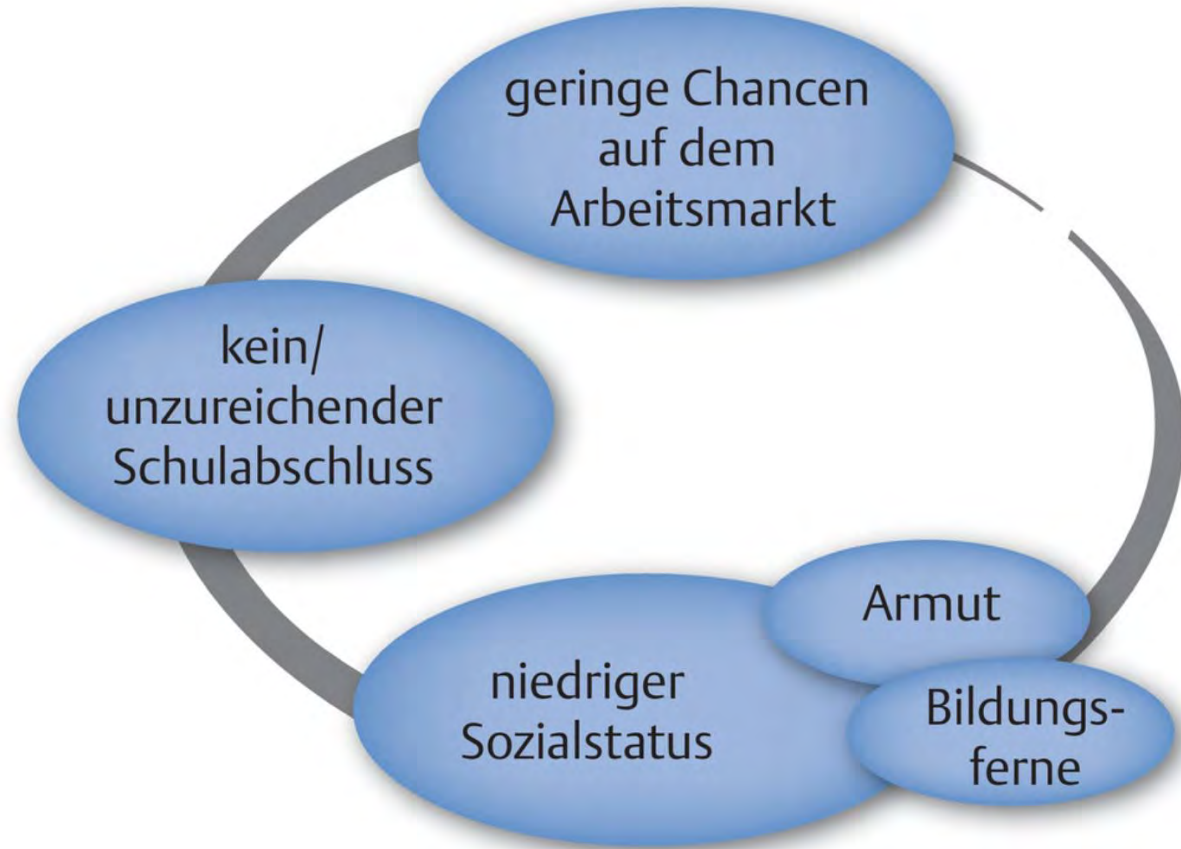 geringe Chancen
auf dem
Arbeitsmarkt
kein/
unzureichender
Schulabschluss
niedriger
Sozialstatus
Armut
Bildungs-
ferne